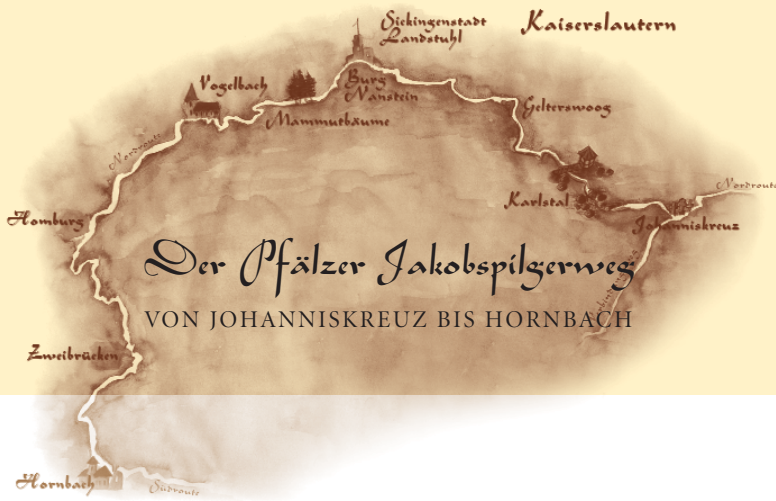 Sickingenstadt
Landstuhl
Kaiserslautern
Vogelbach
Burg
Nanstein
Mammutbäume
Gelterswoog
Nordroute
Karlstal
Nordroute
Johanniskreuz
Homburg
Der Pfälzer Jakobspilgerweg
VON JOHANNISKREUZ BIS HORNBACH
Zweibrücken
Hornbach
Südroute